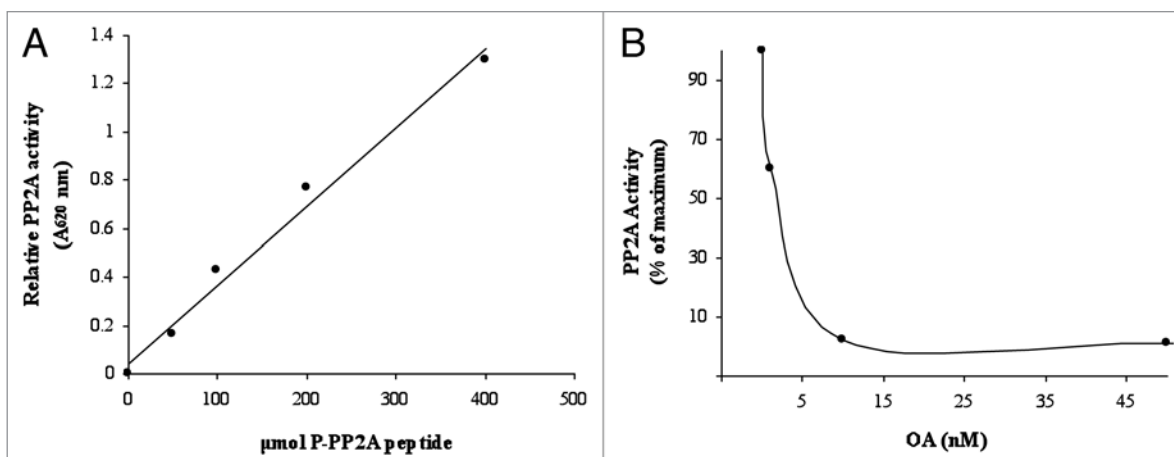 A
1.4
1.2
1
0.8
0.6
0.4
0.2
0
0 100 200 300 400 500
Relative PP2A activity
(A620 nm)
µmol P-PP2A peptide
B
90
70
50
30
10
5 15 25 35 45
PP2A Activity
(% of maximum)
OA (nM)